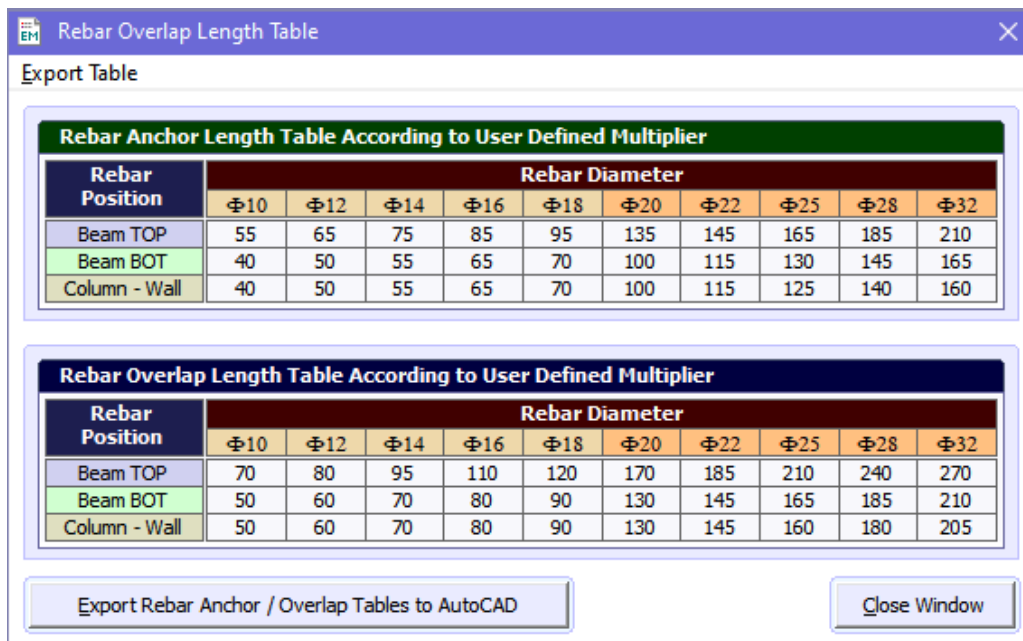 EM Rebar Overlap Length Table
Export Table
Rebar Anchor Length Table According to User Defined Multiplier
Rebar Position Rebar Diameter
Φ10 Φ12 Φ14 Φ16 Φ18 Φ20 Φ22 Φ25 Φ28 Φ32
Beam TOP 55 65 75 85 95 135 145 165 185 210
Beam BOT 40 50 55 65 70 100 115 130 145 165
Column - Wall 40 50 55 65 70 100 115 125 140 160
Rebar Overlap Length Table According to User Defined Multiplier
Rebar Position Rebar Diameter
Φ10 Φ12 Φ14 Φ16 Φ18 Φ20 Φ22 Φ25 Φ28 Φ32
Beam TOP 70 80 95 110 120 170 185 210 240 270
Beam BOT 50 60 70 80 90 130 145 165 185 210
Column - Wall 50 60 70 80 90 130 145 160 180 205
Export Rebar Anchor / Overlap Tables to AutoCAD Close Window